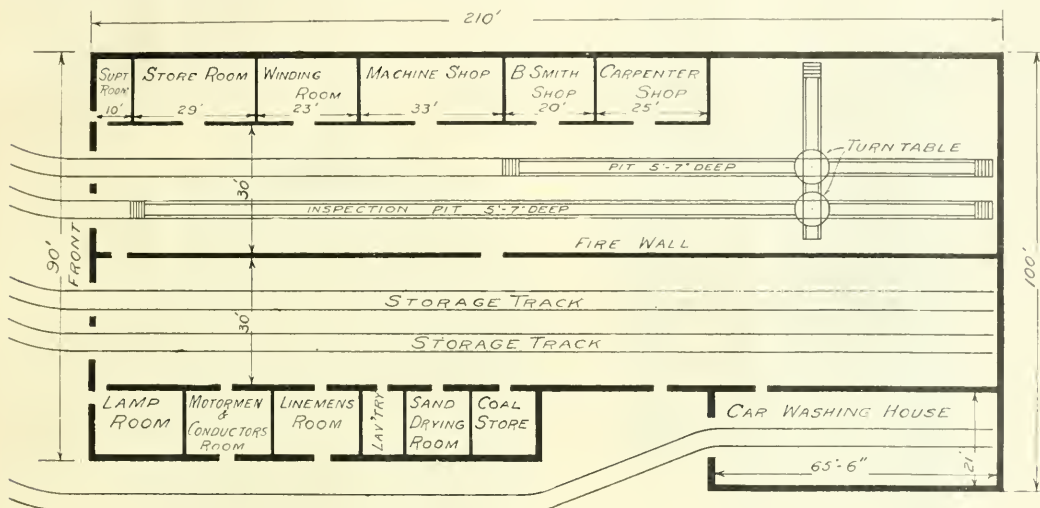 210'
SUPT
ROOM
10'
STORE ROOM
29'
WINDING
ROOM
23'
MACHINE SHOP
33'
B SMITH
SHOP
20'
CARPENTER
SHOP
25'
TURN TABLE
30'
PIT 5'-7" DEEP
INSPECTION PIT 5'-7" DEEP
90'
FRONT
FIRE WALL
100'
30'
STORAGE TRACK
STORAGE TRACK
LAMP
ROOM
MOTORMEN
&
CONDUCTORS
ROOM
LINEMENS
ROOM
LAV'TRY
SAND
DRYING
ROOM
COAL
STORE
CAR WASHING HOUSE
65'-6"
21'